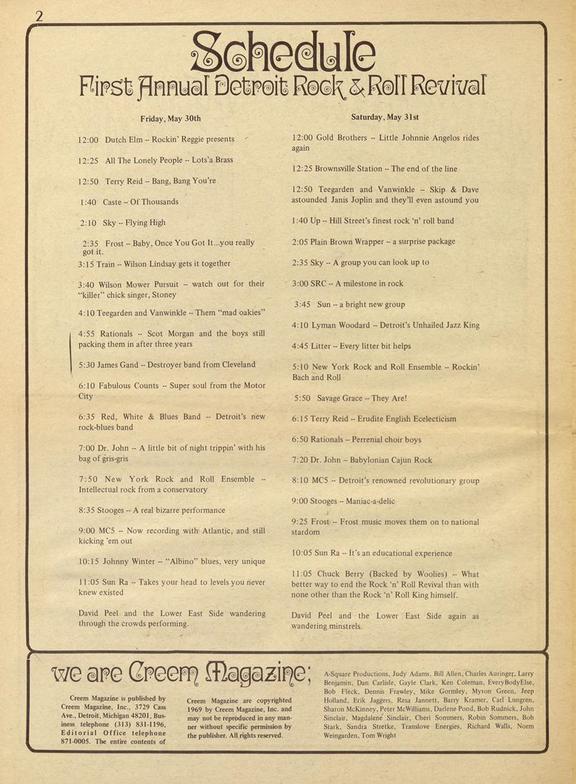 2
Schedule
First Annual Detroit Rock & Roll Revival
Friday, May 30th
12:00 Dutch Elm -- Rockin' Reggie presents
12:25 All The Lonely People -- Lots'a Brass
12:50 Terry Reid -- Bang, Bang You're
1:40 Caste -- Of Thousands
2:10 Sky -- Flying High
2:35 Frost -- Baby, Once You Got It...you really
got it.
3:15 Train -- Wilson Lindsay gets it together
3:40 Wilson Mower Pursuit -- watch out for their
"killer" chick singer, Stoney
4:10 Teegarden and Vanwinkle -- Them "mad oakies"
4:55 Rationals -- Scot Morgan and the boys still
packing them in after three years
5:30 James Gand -- Destroyer band from Cleveland
6:10 Fabulous Counts -- Super soul from the Motor
City
6:35 Red, White & Blues Band -- Detroit's new
rock-blues band
7:00 Dr. John -- A little bit of night trippin' with his
bag of gris-gris
7:50 New York Rock and Roll Ensemble --
Intellectual rock from a conservatory
8:35 Stooges -- A real bizarre performance
9:00 MC5 -- Now recording with Atlantic, and still
kicking 'em out
10:15 Johnny Winter -- "Albino" blues, very unique
11:05 Sun Ra -- Takes your head to levels you never
knew existed
David Peel and the Lower East Side wandering
through the crowds performing.
Saturday, May 31st
12:00 Gold Brothers -- Little Johnnie Angelos rides
again
12:25 Brownsville Station -- The end of the line
12:50 Teegarden and Vanwinkle -- Skip & Dave
astounded Janis Joplin and they'll even astound you
1:40 Up -- Hill Street's finest rock 'n' roll band
2:05 Plain Brown Wrapper -- a surprise package
2:35 Sky -- A group you can look up to
3:00 SRC -- A milestone in rock
3:45 Sun -- a bright new group
4:10 Lyman Woodard -- Detroit's Unhailed Jazz King
4:45 Litter -- Every litter bit helps
5:10 New York Rock and Roll Ensemble -- Rockin'
Bach and Roll
5:50 Savage Grace -- They Are!
6:15 Terry Reid -- Erudite English Ecelecticism
6:50 Rationals -- Perrenial choir boys
7:20 Dr. John -- Babylonian Cajun Rock
8:10 MC5 -- Detroit's renowned revolutionary group
9:00 Stooges -- Maniac-a-delic
9:25 Frost -- Frost music moves them on to national
stardom
10:05 Sun Ra -- It's an educational experience
11:05 Chuck Berry (Backed by Woolies) -- What
better way to end the Rock 'n' Roll Revival than with
none other than the Rock 'n' Roll King himself.
David Peel and the Lower East Side again as
wandering minstrels.
we are Creem Magazine;
Creem Magazine is published by
Creem Magazine, Inc., 3729 Cass
Ave., Detroit, Michigan 48201, Bus-
iness telephone (313) 831-1196,
Editorial Office telephone
871-0005. The entire contents of
Creem Magazine are copyrighted
1969 by Creem Magazine, Inc. and
may not be reproduced in any man-
ner without specific permission by
the publisher. All rights reserved.
A-Square Productions, Judy Adams, Bill Allen, Charles Auringer, Larry
Benjamin, Dan Carlisle, Gayle Clark, Ken Coleman, EveryBodyElse,
Bob Fleck, Dennis Frawley, Mike Gormley, Myron Green, Jeep
Holland, Erik Jaggers, Resa Jannett, Barry Kramer, Carl Lungren,
Sharon McKinney, Peter McWilliams, Darlene Pond, Bob Rudnick, John
Sinclair, Magdalene Sinclair, Cheri Sommers, Robin Sommers, Bob
Stark, Sandra Stretke, Translove Energies, Richard Walls, Noem
Weingarden, Tom Wright